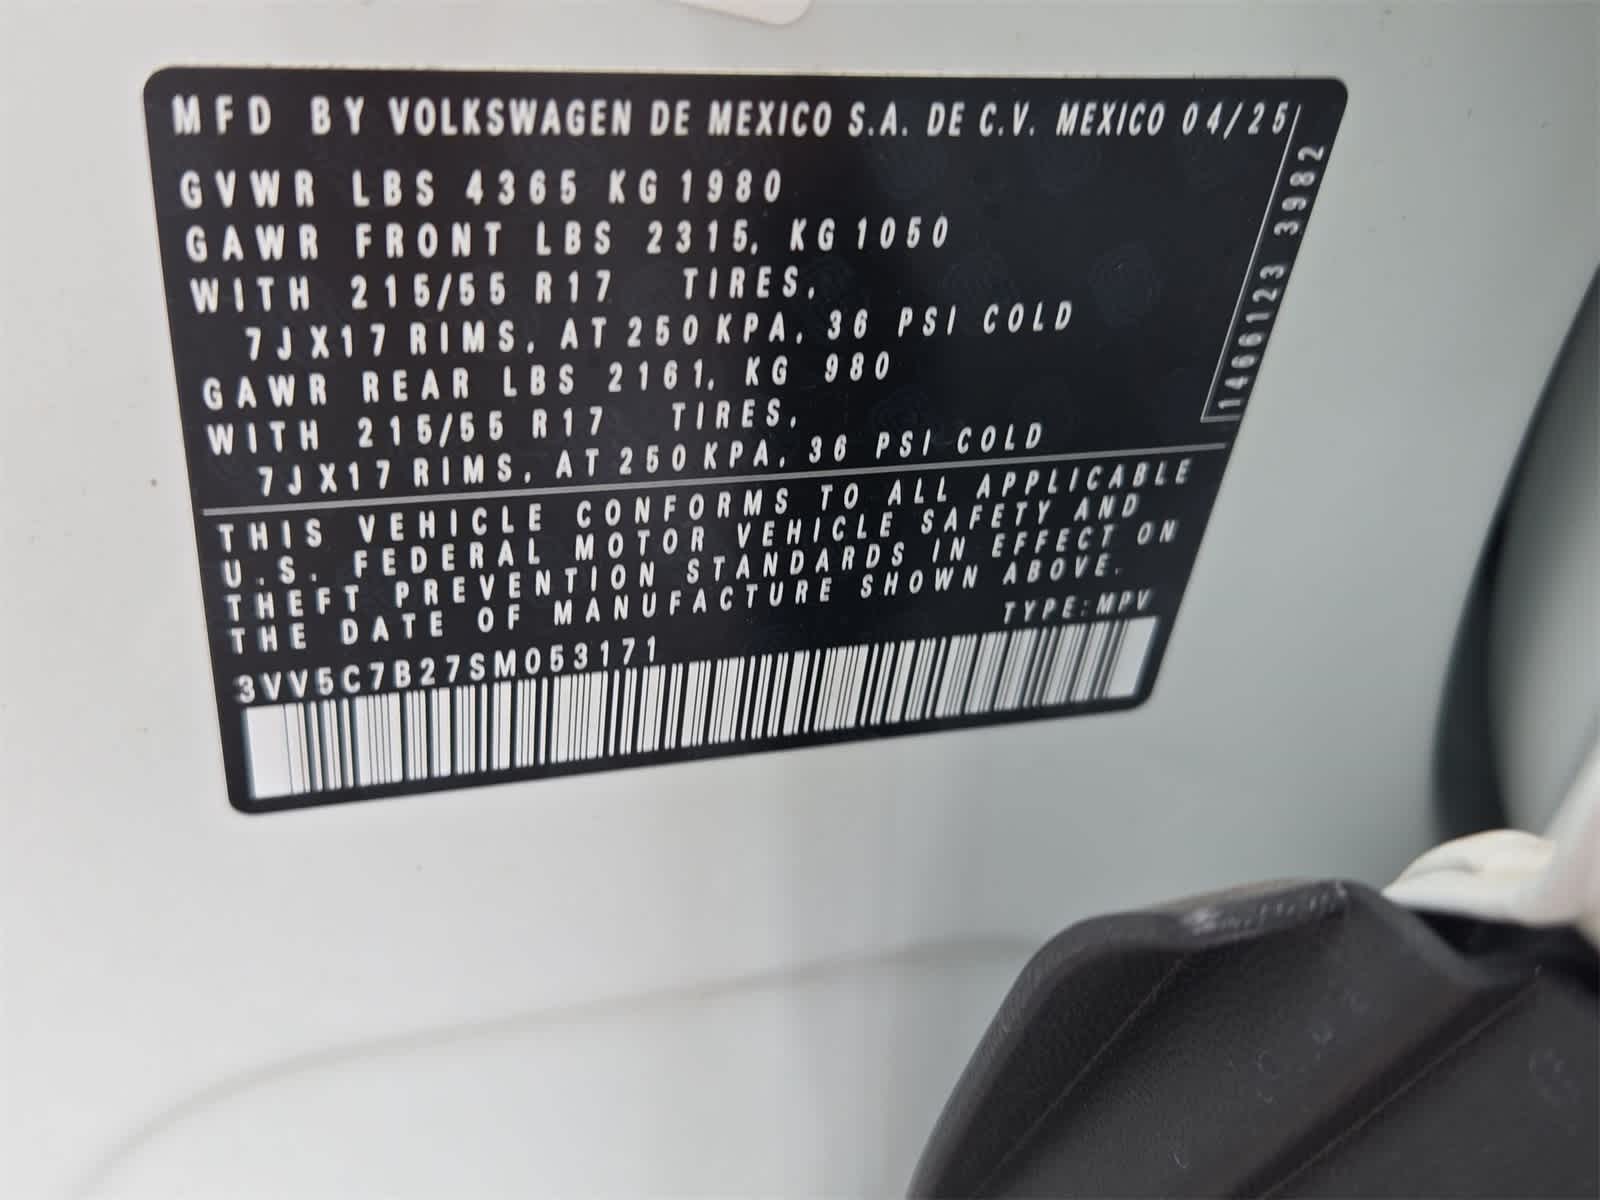 MFD BY VOLKSWAGEN DE MEXICO S.A. DE C.V. MEXICO 04/25
GVWR LBS 4365 KG 1980
GAWR FRONT LBS 2315, KG 1050
WITH 215/55 R17 TIRES,
7JX17 RIMS, AT 250 KPA, 36 PSI COLD
GAWR REAR LBS 2161, KG 980
WITH 215/55 R17 TIRES,
7JX17 RIMS, AT 250 KPA, 36 PSI COLD
1466123 3982
THIS VEHICLE CONFORMS TO ALL APPLICABLE
U.S. FEDERAL MOTOR VEHICLE SAFETY AND
THEFT PREVENTION STANDARDS IN EFFECT ON
THE DATE OF MANUFACTURE SHOWN ABOVE.
TYPE: MPV
3VV5C7B27SM053171